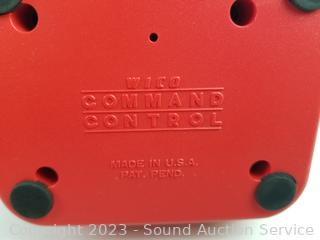 WICO
COMMAND
CONTROL
MADE IN U.S.A.
PAT. PEND.
Copyright 2023 - Sound Auction Service